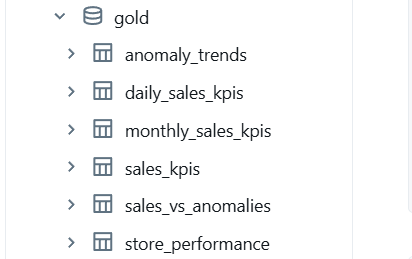 gold
anomaly_trends
daily_sales_kpis
monthly_sales_kpis
sales_kpis
sales_vs_anomalies
store_performance